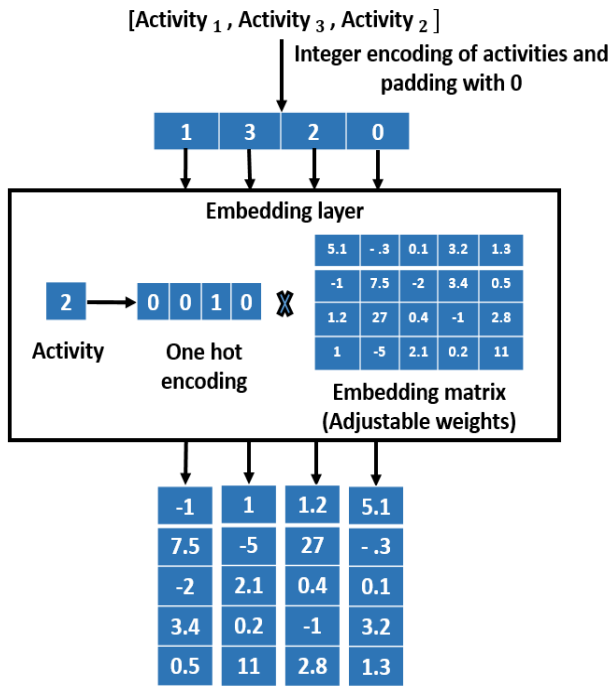 [Activity 1 , Activity 3 , Activity 2 ]
Integer encoding of activities and
padding with 0
1 3 2 0
Embedding layer
5.1 - .3 0.1 3.2 1.3
-1 7.5 -2 3.4 0.5
1.2 27 0.4 -1 2.8
1 -5 2.1 0.2 11
2 0 0 1 0 X
Activity
One hot
encoding
Embedding matrix
(Adjustable weights)
-1 1 1.2 5.1
7.5 -5 27 - .3
-2 2.1 0.4 0.1
3.4 0.2 -1 3.2
0.5 11 2.8 1.3